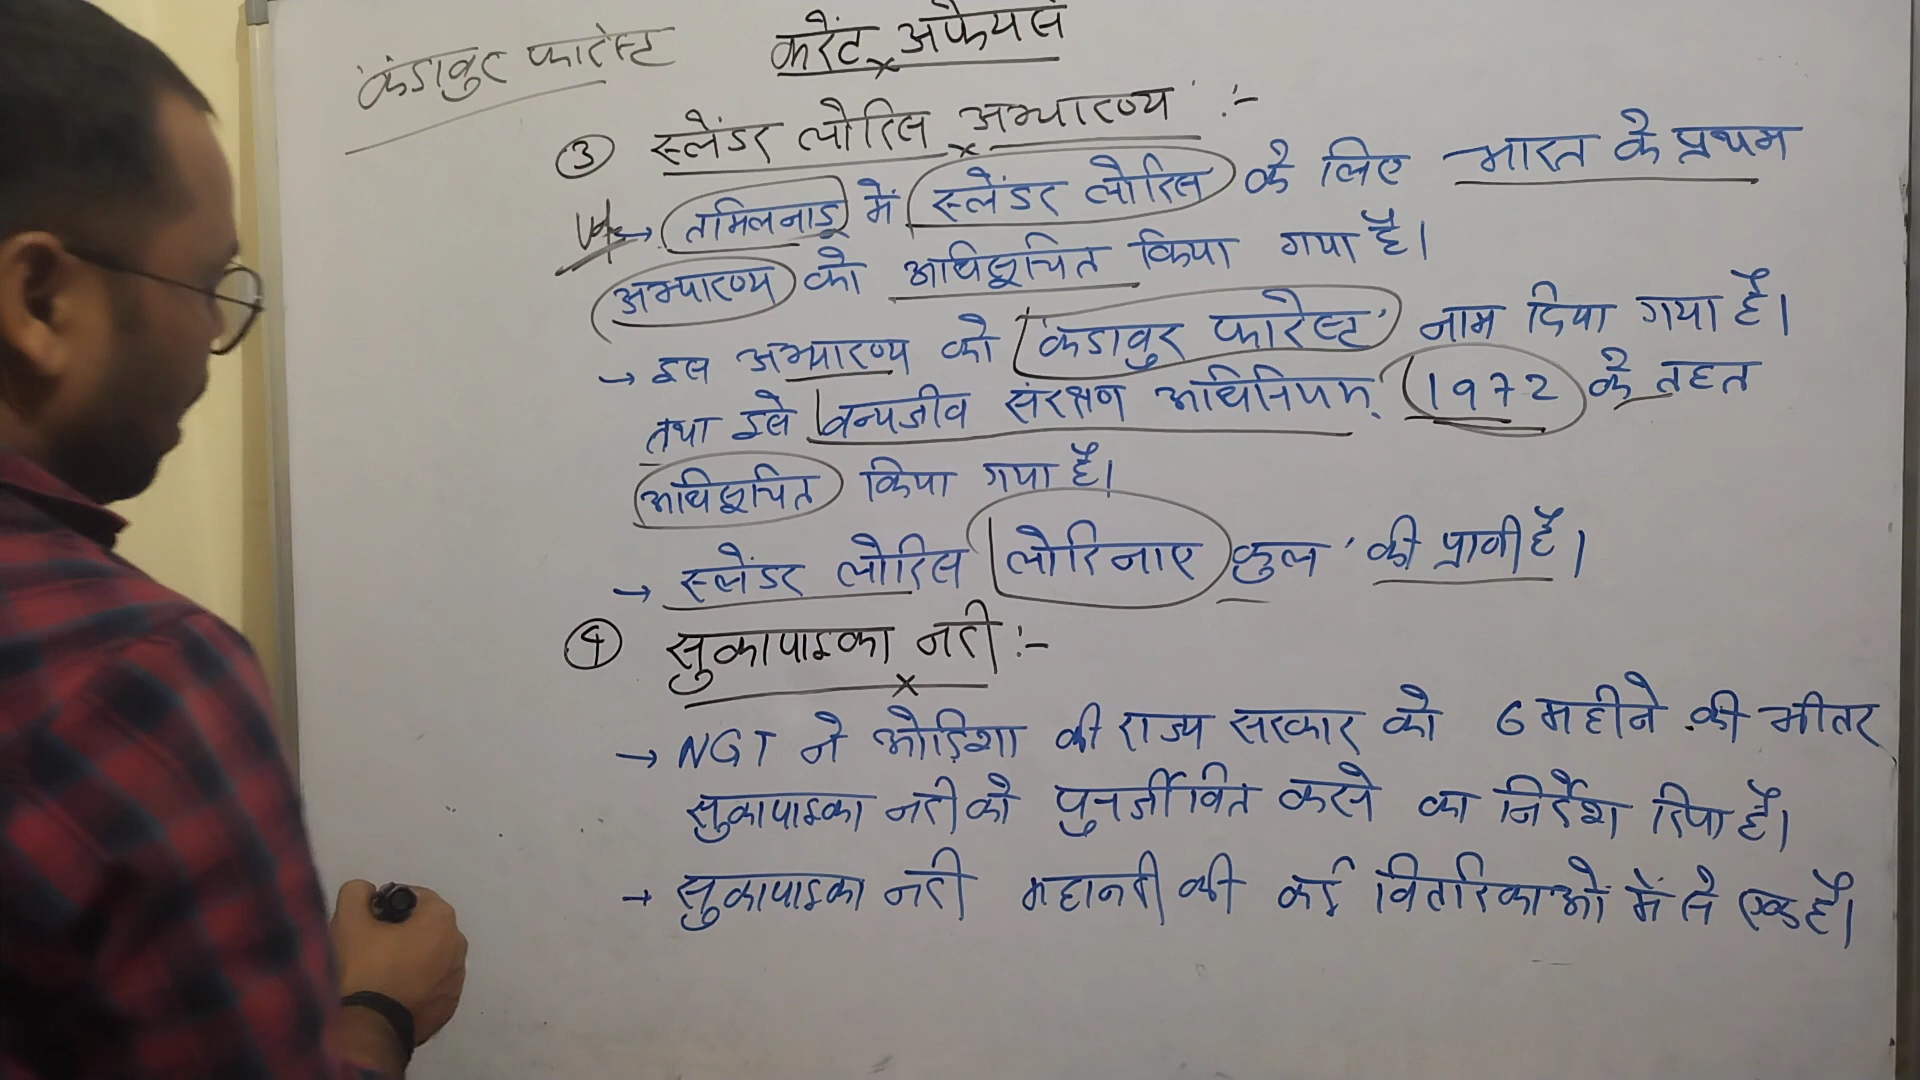 कडावुर फारेस्ट
करेंट अफेयर्स
③ स्लेंडर लोरिस अभ्यारण्य :-
→ तमिलनाडू में स्लेंडर लोरिस के लिए भारत के प्रथम
अभ्यारण्य को अधिसूचित किया गया है।
→ इस अभ्यारण्य को 'कडावुर फारेस्ट' नाम दिया गया है।
तथा इसे वन्यजीव संरक्षण अधिनियम, 1972 के तहत
अधिसूचित किया गया है।
→ स्लेंडर लोरिस लोरिनाए कुल की प्राणी है।
④ सुकापाइका नदी :-
→ NGT ने ओड़िशा की राज्य सरकार को 6 महीने की भीतर
सुकापाइका नदी को पुनर्जीवित करने का निर्देश दिया है।
→ सुकापाइका नदी महानदी की कई वितरिकाओं में से एक है।